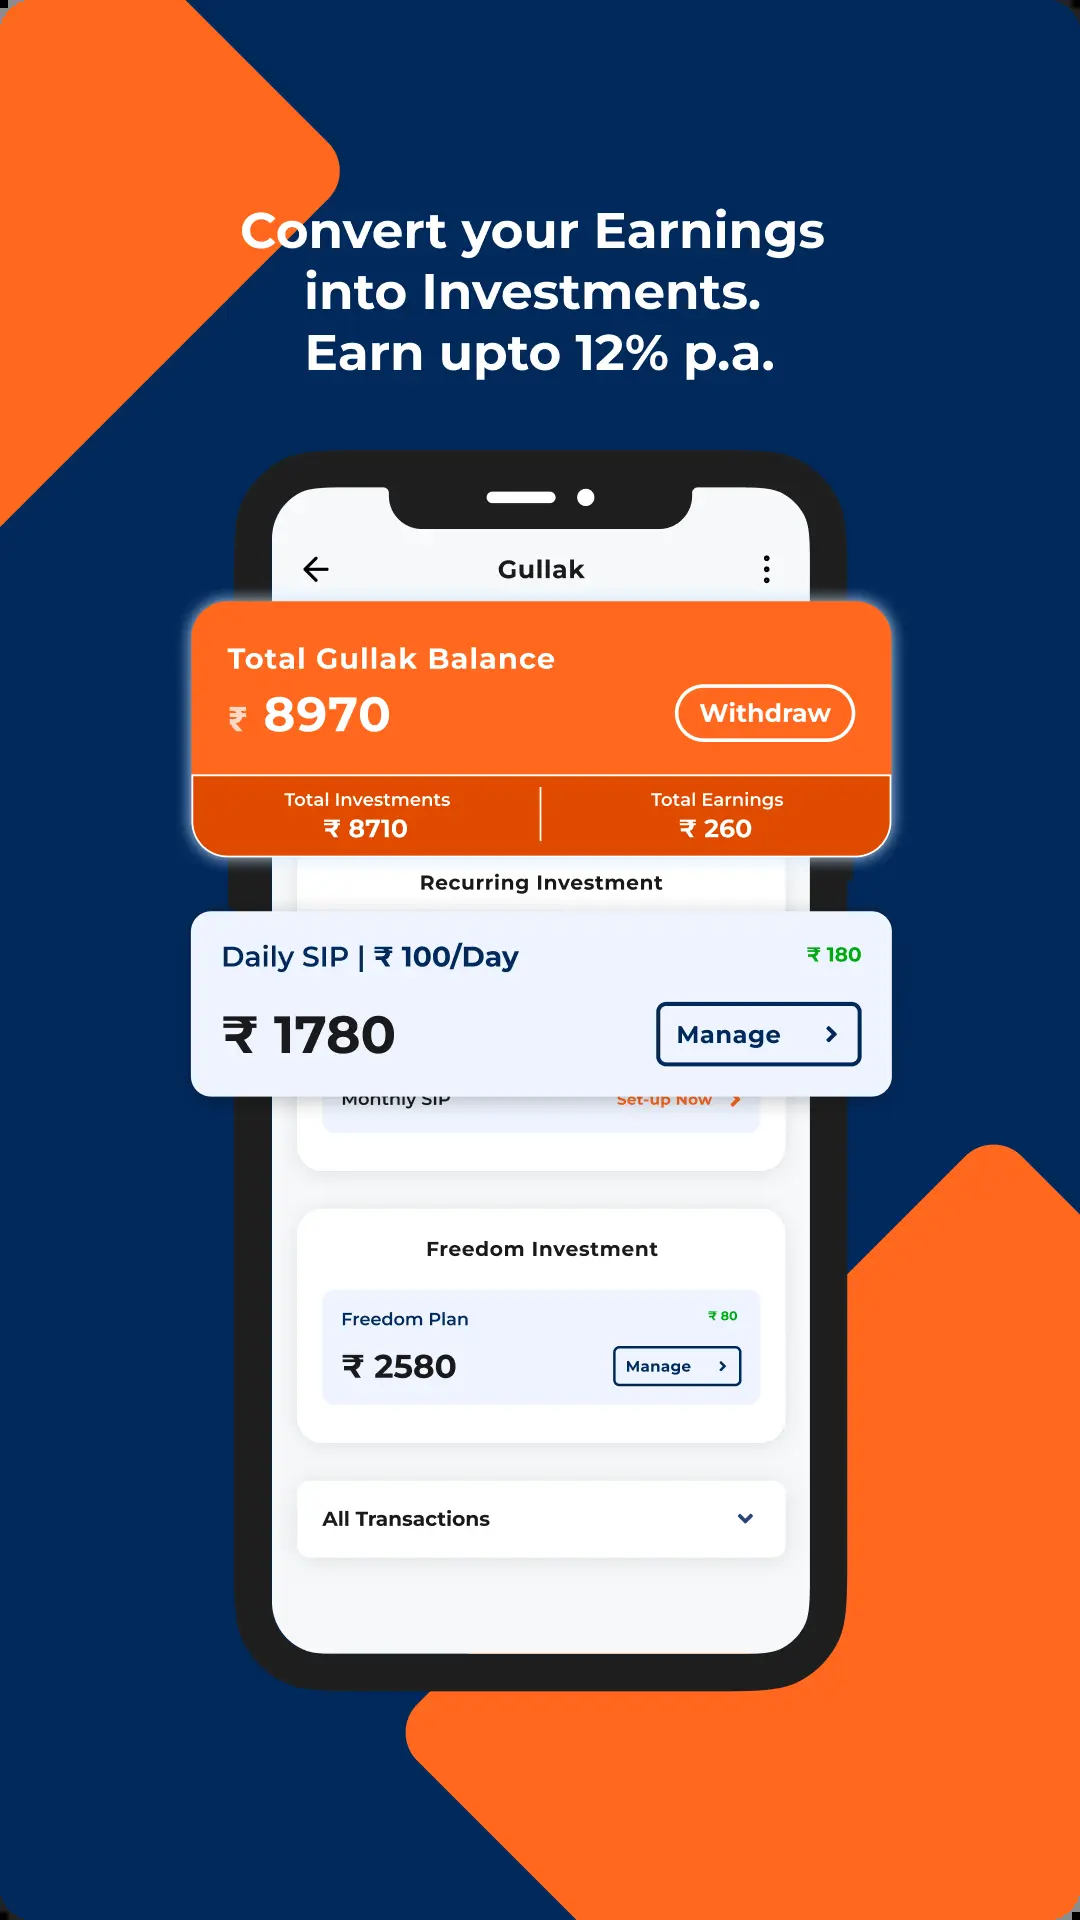 Convert your Earnings
into Investments.
Earn upto 12% p.a.
Gullak
Total Gullak Balance
₹ 8970
Withdraw
Total Investments
₹ 8710
Total Earnings
₹ 260
Recurring Investment
Daily SIP | ₹ 100/Day
₹ 180
₹ 1780
Manage
Monthly SIP
Set-up Now
Freedom Investment
Freedom Plan
₹ 80
₹ 2580
Manage
All Transactions